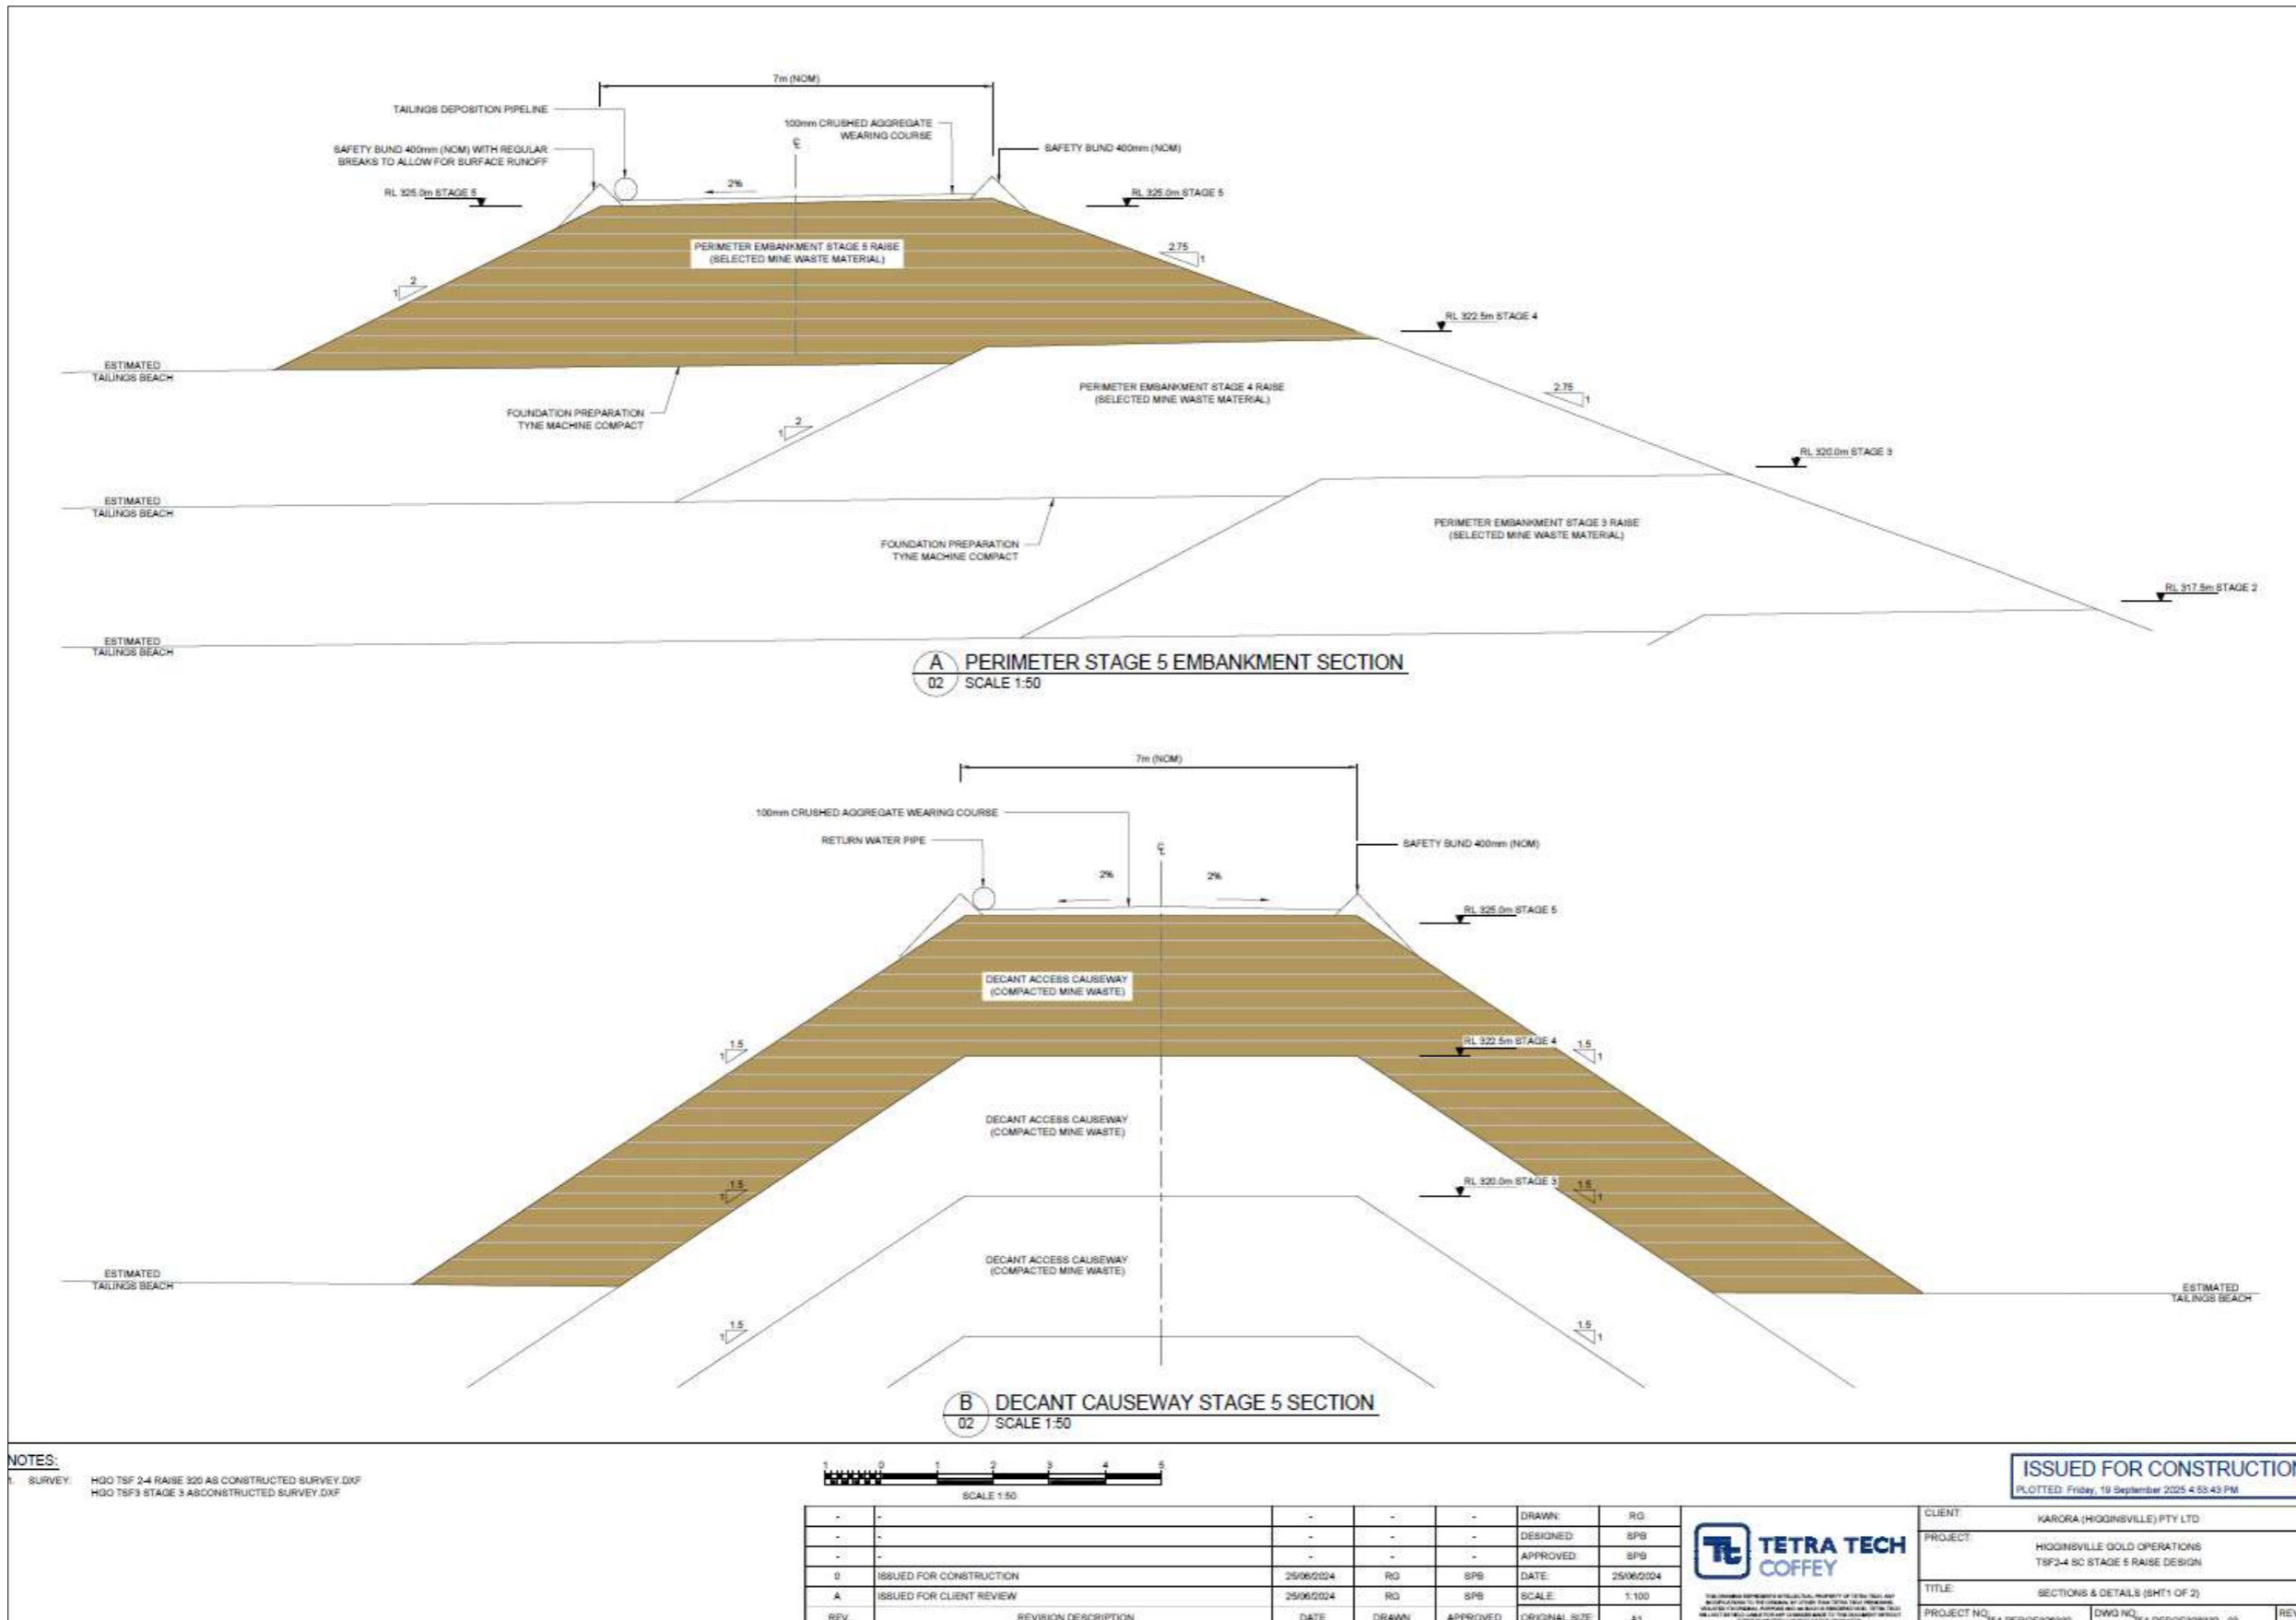 7m (NOM)
TAILINGS DEPOSITION PIPELINE
100mm CRUSHED AGGREGATE
WEARING COURSE
SAFETY BUND 400mm (NOM) WITH REGULAR
BREAKS TO ALLOW FOR SURFACE RUNOFF
SAFETY BUND 400mm (NOM)
2%
RL 325.0m STAGE 5
RL 325.0m STAGE 5
PERIMETER EMBANKMENT STAGE 5 RAISE
(SELECTED MINE WASTE MATERIAL)
2.75
1
2
1
RL 322.5m STAGE 4
ESTIMATED
TAILINGS BEACH
PERIMETER EMBANKMENT STAGE 4 RAISE
(SELECTED MINE WASTE MATERIAL)
2.75
1
FOUNDATION PREPARATION
TYNE MACHINE COMPACT
2
1
RL 320.0m STAGE 3
ESTIMATED
TAILINGS BEACH
PERIMETER EMBANKMENT STAGE 3 RAISE
(SELECTED MINE WASTE MATERIAL)
FOUNDATION PREPARATION
TYNE MACHINE COMPACT
RL 317.5m STAGE 2
ESTIMATED
TAILINGS BEACH
A
02
PERIMETER STAGE 5 EMBANKMENT SECTION
SCALE 1:50
7m (NOM)
100mm CRUSHED AGGREGATE WEARING COURSE
RETURN WATER PIPE
SAFETY BUND 400mm (NOM)
2%
2%
RL 325.0m STAGE 5
DECANT ACCESS CAUSEWAY
(COMPACTED MINE WASTE)
RL 322.5m STAGE 4
1.5
1
1.5
1
DECANT ACCESS CAUSEWAY
(COMPACTED MINE WASTE)
RL 320.0m STAGE 3
1.5
1
1.5
1
DECANT ACCESS CAUSEWAY
(COMPACTED MINE WASTE)
ESTIMATED
TAILINGS BEACH
ESTIMATED
TAILINGS BEACH
1.5
1
1.5
1
B
02
DECANT CAUSEWAY STAGE 5 SECTION
SCALE 1:50
NOTES:
1. SURVEY: HGO TSF 2-4 RAISE 320 AS CONSTRUCTED SURVEY.DXF
HGO TSF3 STAGE 3 ASCONSTRUCTED SURVEY.DXF
1 0 1 2 3 4 5
SCALE 1:50
ISSUED FOR CONSTRUCTION
PLOTTED: Friday, 19 September 2025 4:53:43 PM
- - - - - DRAWN: RG
- - - - - DESIGNED: SPB
- - - - - APPROVED: SPB
0 ISSUED FOR CONSTRUCTION 25/06/2024 RG SPB DATE: 25/06/2024
A ISSUED FOR CLIENT REVIEW 25/06/2024 RG SPB SCALE: 1:100
REV REVISION DESCRIPTION DATE DRAWN APPROVED ORIGINAL SIZE A1
Tt TETRA TECH
COFFEY
CLIENT: KARORA (HIGGINSVILLE) PTY LTD
PROJECT: HIGGINSVILLE GOLD OPERATIONS
TSF2-4 SC STAGE 5 RAISE DESIGN
TITLE: SECTIONS & DETAILS (SHT1 OF 2)
PROJECT NO:
DWG NO: